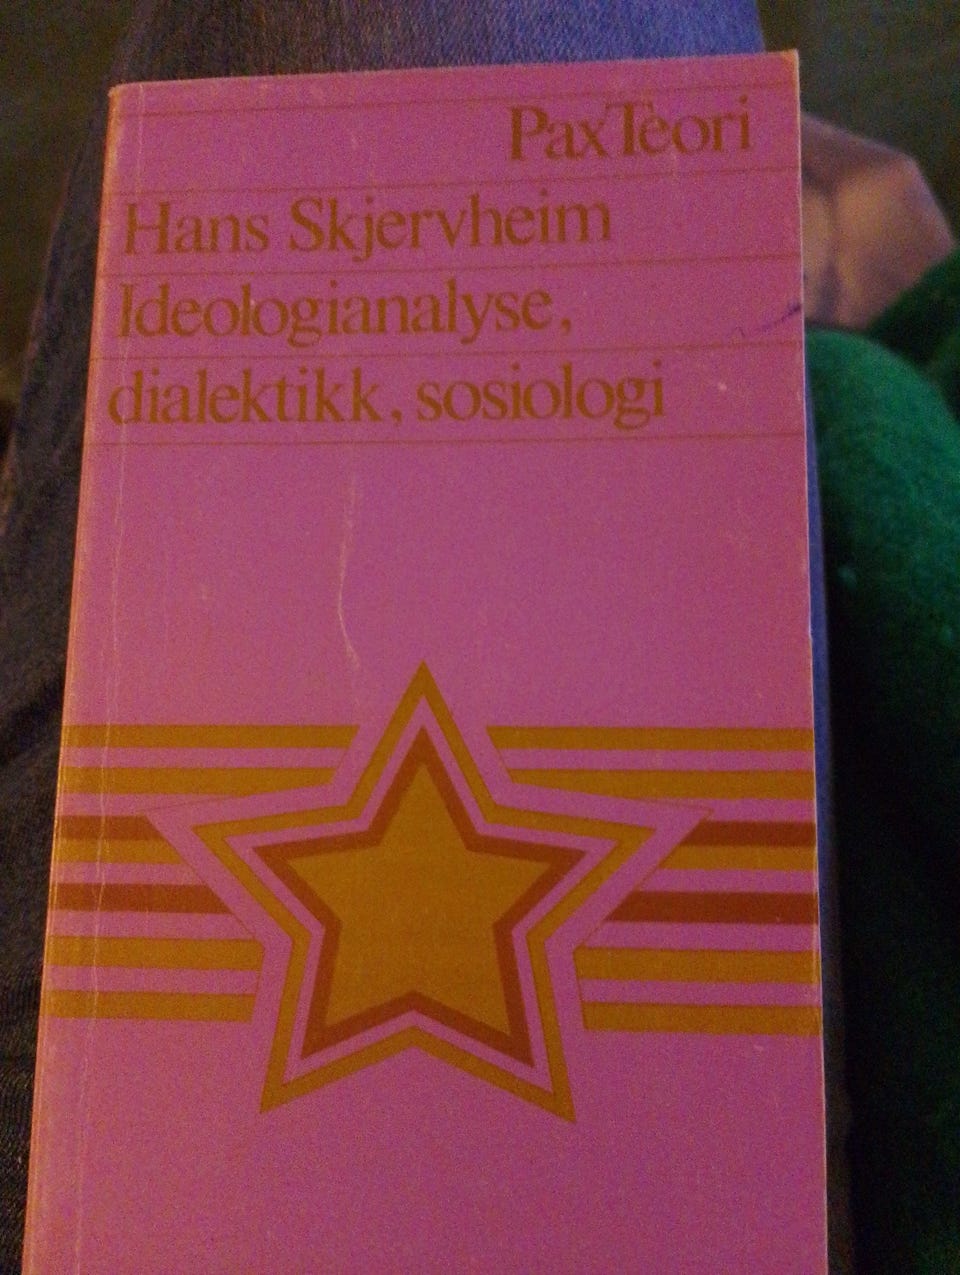 PaxTeori
Hans Skjervheim
Ideologianalyse,
dialektikk, sosiologi